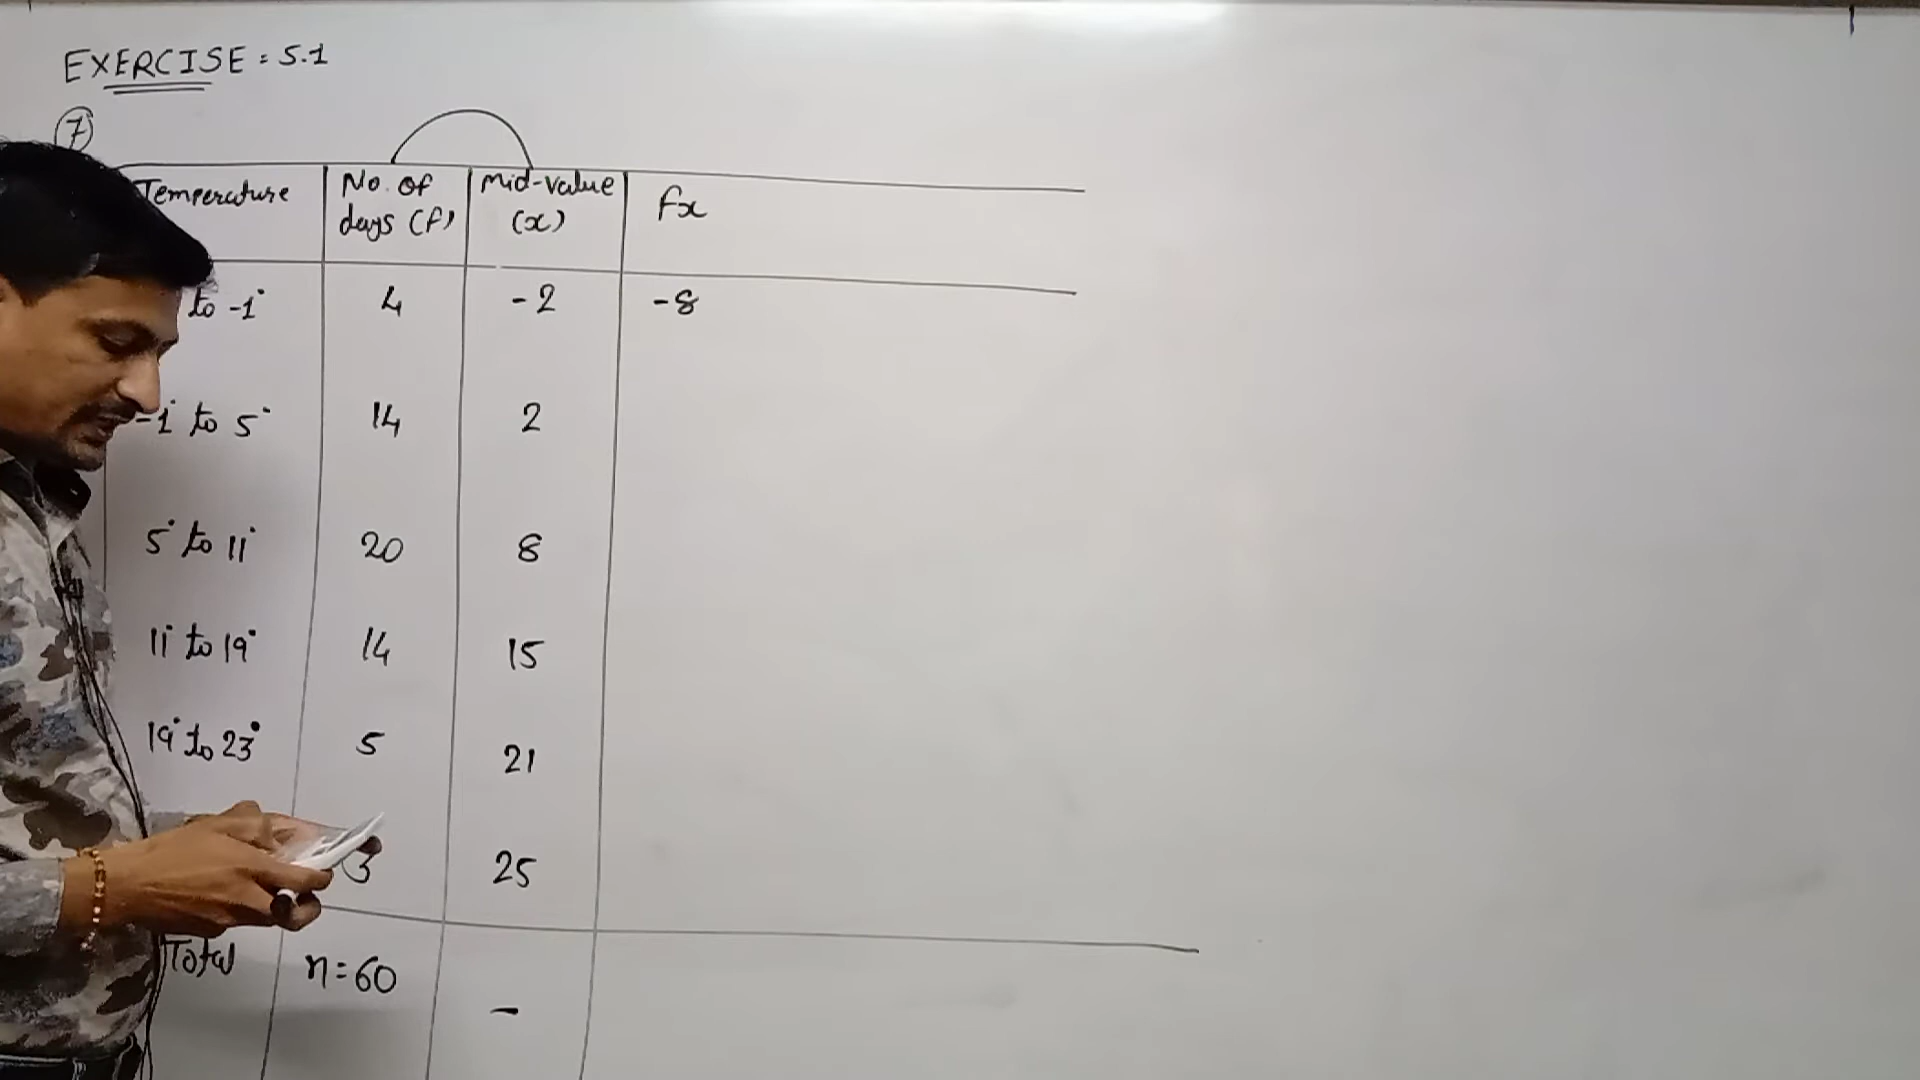 EXERCISE = 5.1
7
Temperature No. of days (f) Mid-value (x) fx
to -1° 4 -2 -8
-1° to 5° 14 2
5° to 11° 20 8
11° to 19° 14 15
19° to 23° 5 21
3 25
Total n=60 -